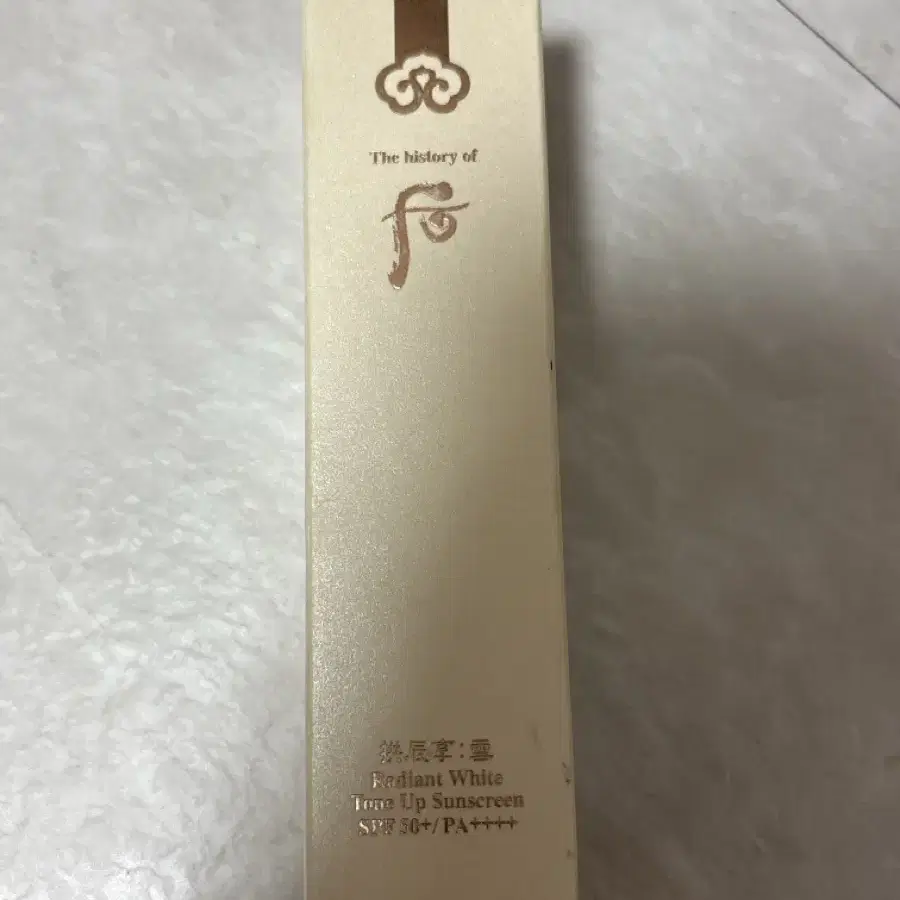 The history of
后
拱辰享:雪
Radiant White
Tone Up Sunscreen
SPF 50+/PA++++